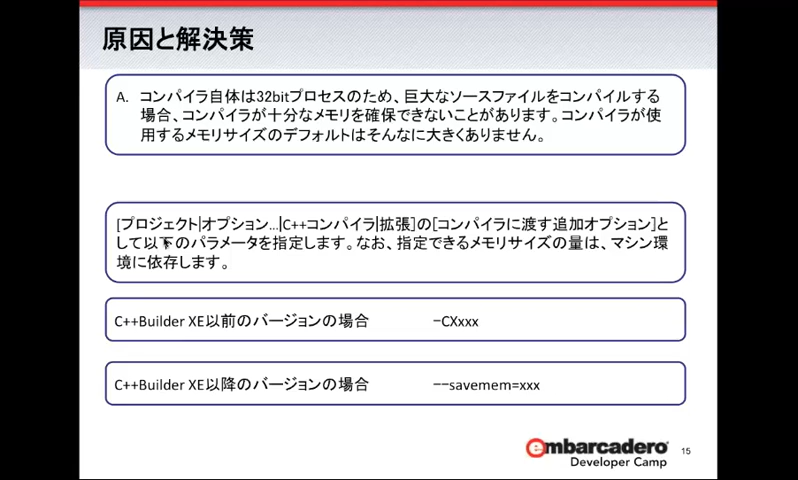 原因と解決策
A. コンパイラ自体は32bitプロセスのため、巨大なソースファイルをコンパイルする
場合、コンパイラが十分なメモリを確保できないことがあります。コンパイラが使
用するメモリサイズのデフォルトはそんなに大きくありません。
[プロジェクト|オプション...|C++コンパイラ|拡張]の[コンパイラに渡す追加オプション]と
して以下のパラメータを指定します。なお、指定できるメモリサイズの量は、マシン環
境に依存します。
C++Builder XE以前のバージョンの場合 -CXxxx
C++Builder XE以降のバージョンの場合 --savemem=xxx
embarcadero 15
Developer Camp